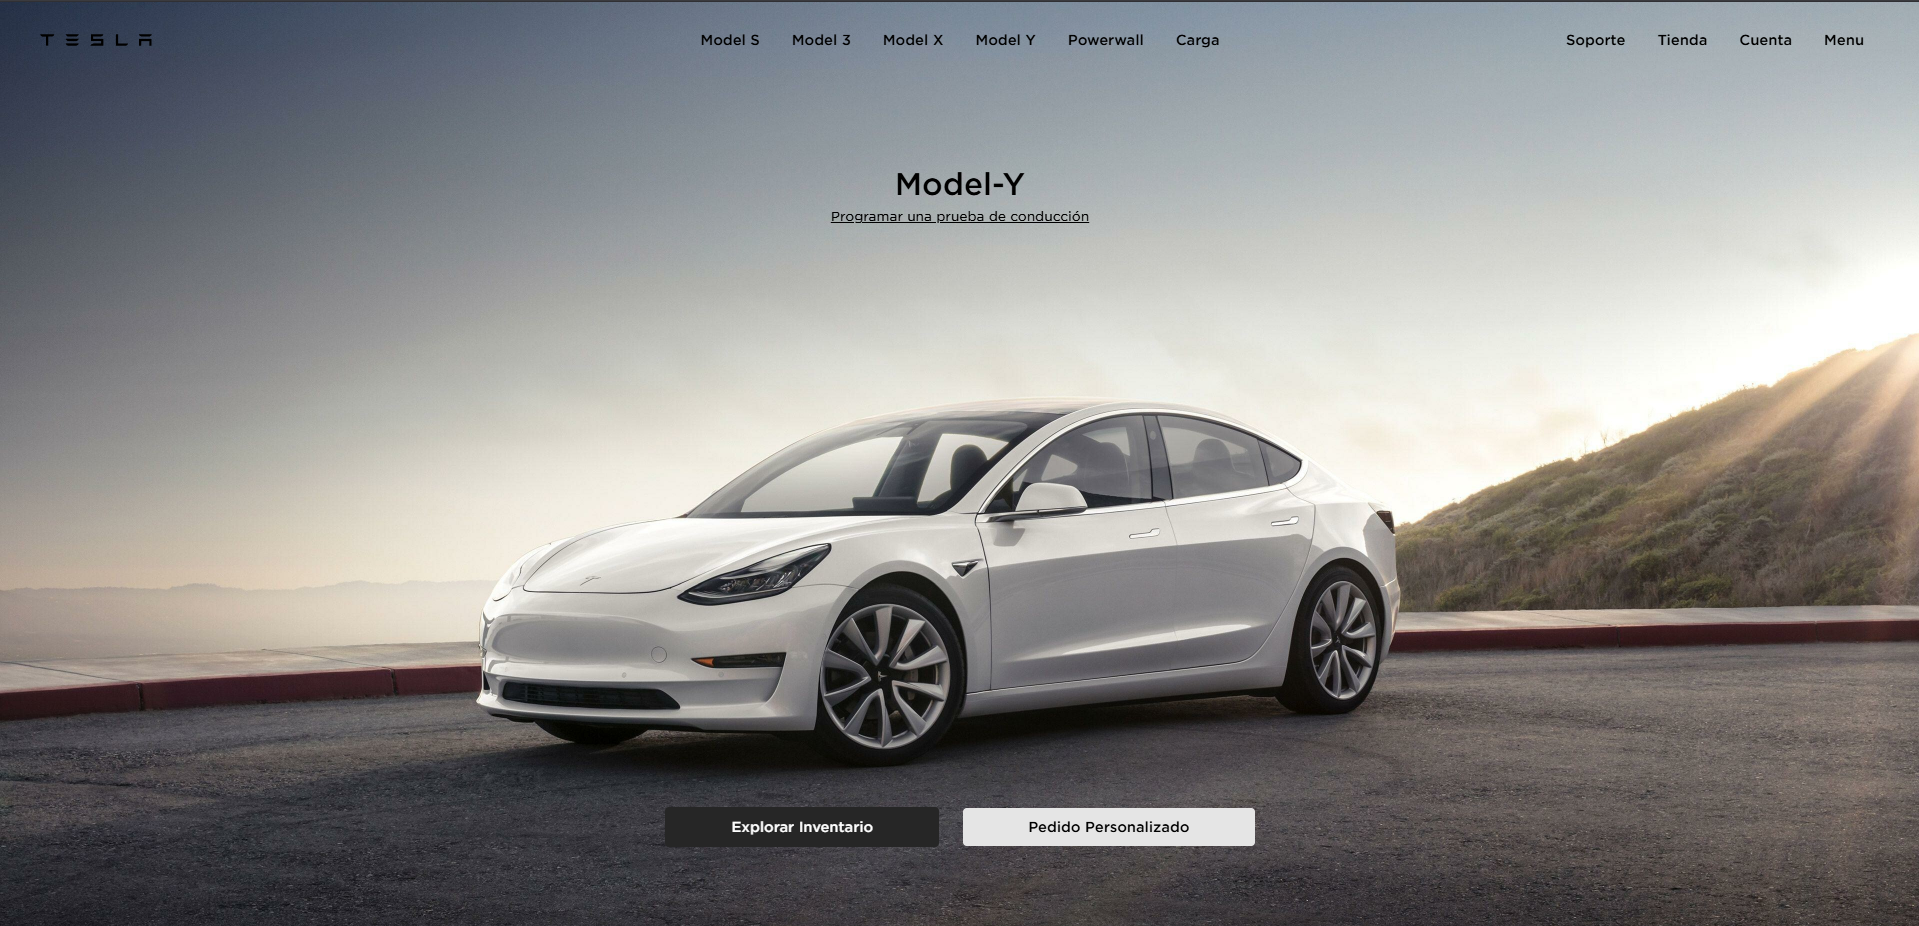 TESLA
Model S Model 3 Model X Model Y Powerwall Carga
Soporte Tienda Cuenta Menu
Model-Y
Programar una prueba de conducción
Explorar Inventario
Pedido Personalizado